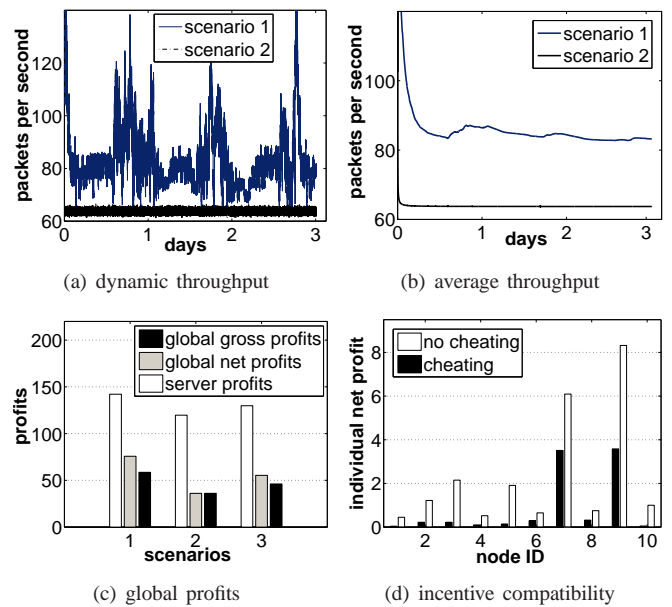 packets per second
120
100
80
60
0
1
2
3
days
scenario 1
scenario 2
(a) dynamic throughput
packets per second
120
100
80
60
0
1
2
3
days
scenario 1
scenario 2
(b) average throughput
profits
200
150
100
50
0
1
2
3
scenarios
global gross profits
global net profits
server profits
(c) global profits
individual net profit
8
6
4
2
0
2
4
6
8
10
node ID
no cheating
cheating
(d) incentive compatibility